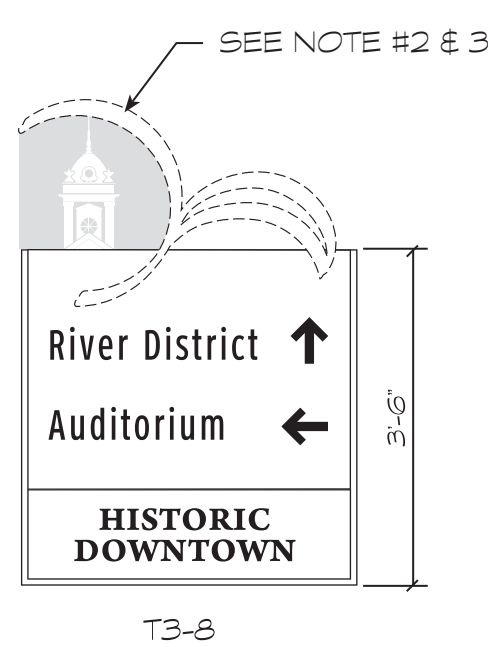 SEE NOTE #2 & 3
River District
Auditorium
3'-6"
HISTORIC
DOWNTOWN
T3-8